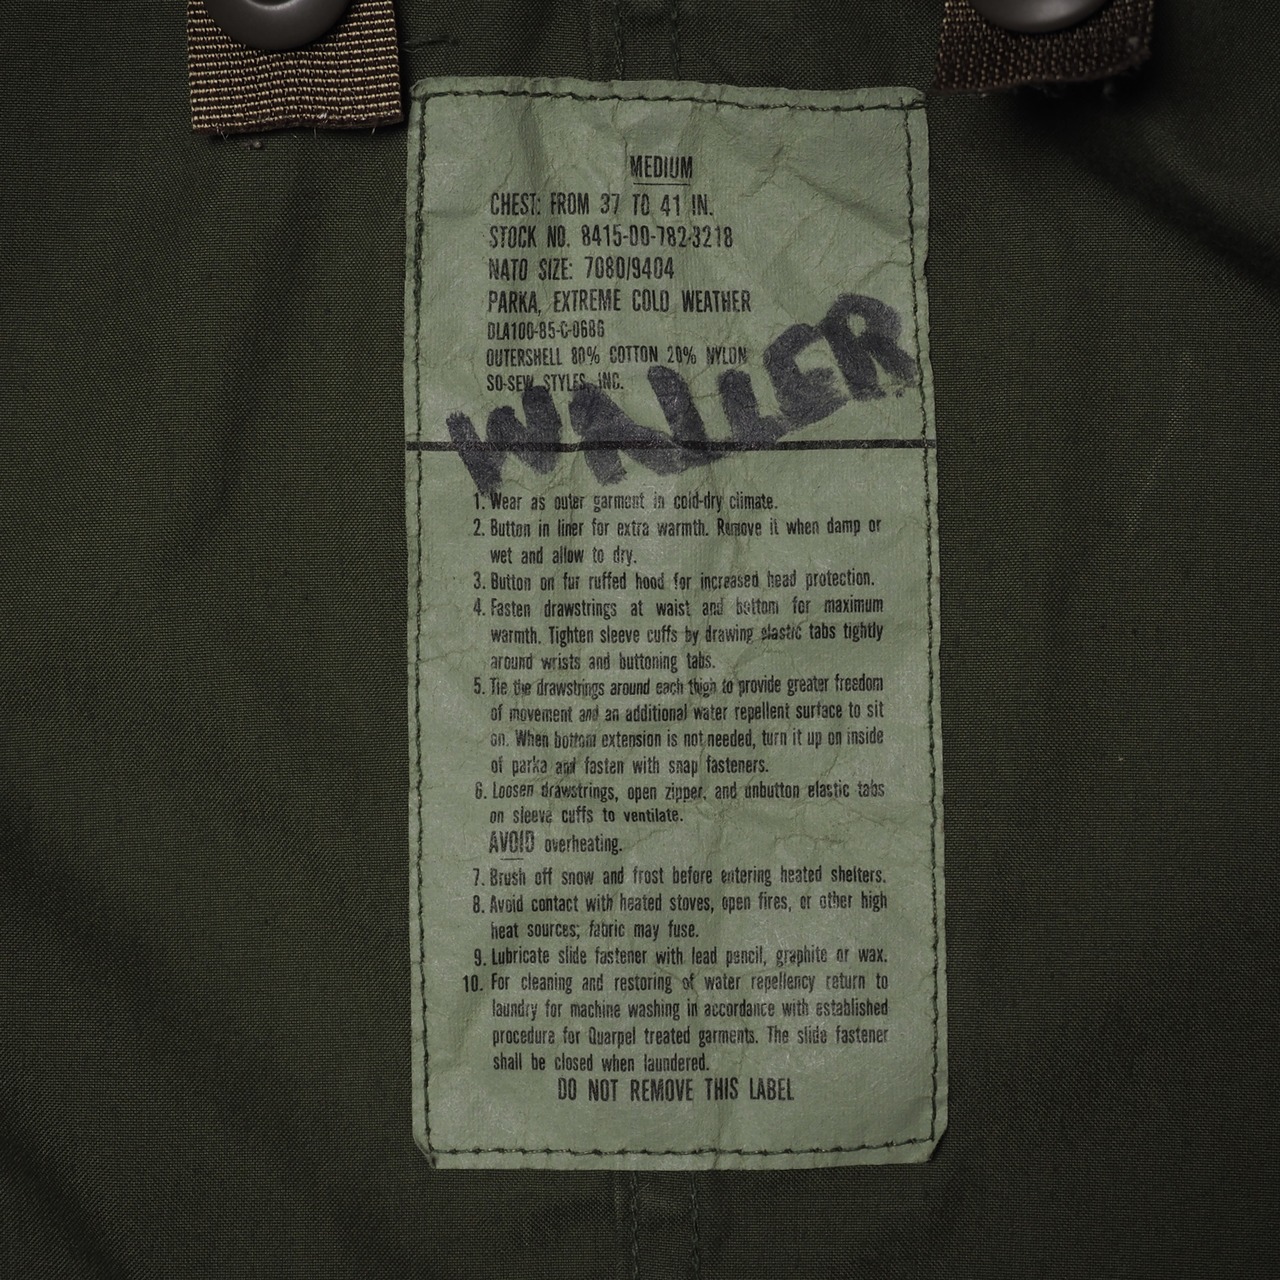 MEDIUM
CHEST: FROM 37 TO 41 IN.
STOCK NO. 8415-00-782-3218
NATO SIZE: 7080/9404
PARKA, EXTREME COLD WEATHER
DLA100-85-C-0686
OUTERSHELL 80% COTTON 20% NYLON
SO-SEW STYLES, INC.
WALLER
1. Wear as outer garment in cold-dry climate.
2. Button in liner for extra warmth. Remove it when damp or
wet and allow to dry.
3. Button on fur ruffed hood for increased head protection.
4. Fasten drawstrings at waist and bottom for maximum
warmth. Tighten sleeve cuffs by drawing elastic tabs tightly
around wrists and buttoning tabs.
5. Tie the drawstrings around each thigh to provide greater freedom
of movement and an additional water repellent surface to sit
on. When bottom extension is not needed, turn it up on inside
of parka and fasten with snap fasteners.
6. Loosen drawstrings, open zipper, and unbutton elastic tabs
on sleeve cuffs to ventilate.
AVOID overheating.
7. Brush off snow and frost before entering heated shelters.
8. Avoid contact with heated stoves, open fires, or other high
heat sources; fabric may fuse.
9. Lubricate slide fastener with lead pencil, graphite or wax.
10. For cleaning and restoring of water repellency return to
laundry for machine washing in accordance with established
procedure for Quarpel treated garments. The slide fastener
shall be closed when laundered.
DO NOT REMOVE THIS LABEL